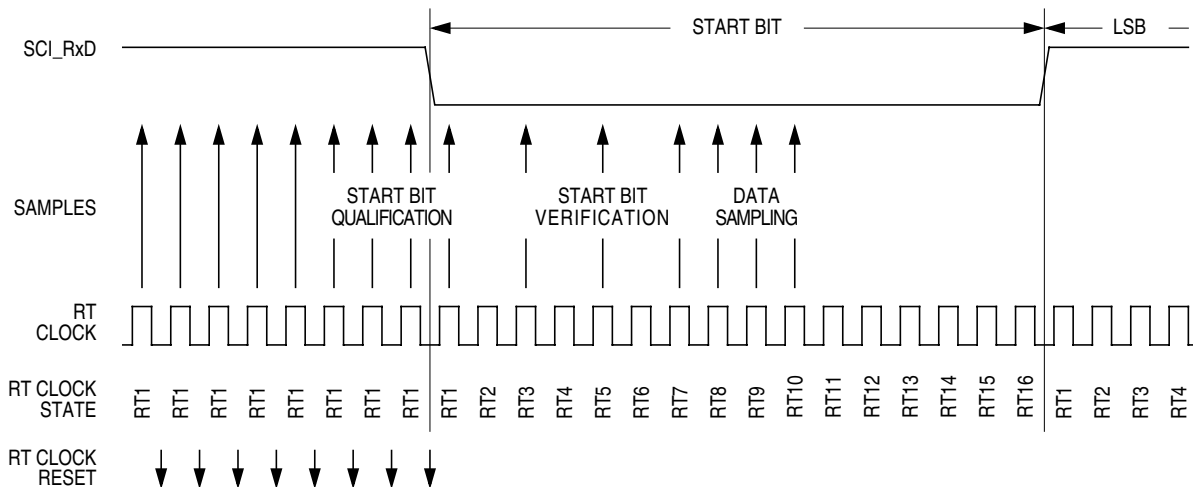 START BIT
LSB
SCI_RxD
SAMPLES
START BIT
QUALIFICATION
START BIT
VERIFICATION
DATA
SAMPLING
RT
CLOCK
RT CLOCK
STATE
RT1 RT1 RT1 RT1 RT1 RT1 RT1 RT1 RT1 RT2 RT3 RT4 RT5 RT6 RT7 RT8 RT9 RT10 RT11 RT12 RT13 RT14 RT15 RT16 RT1 RT2 RT3 RT4
RT CLOCK
RESET